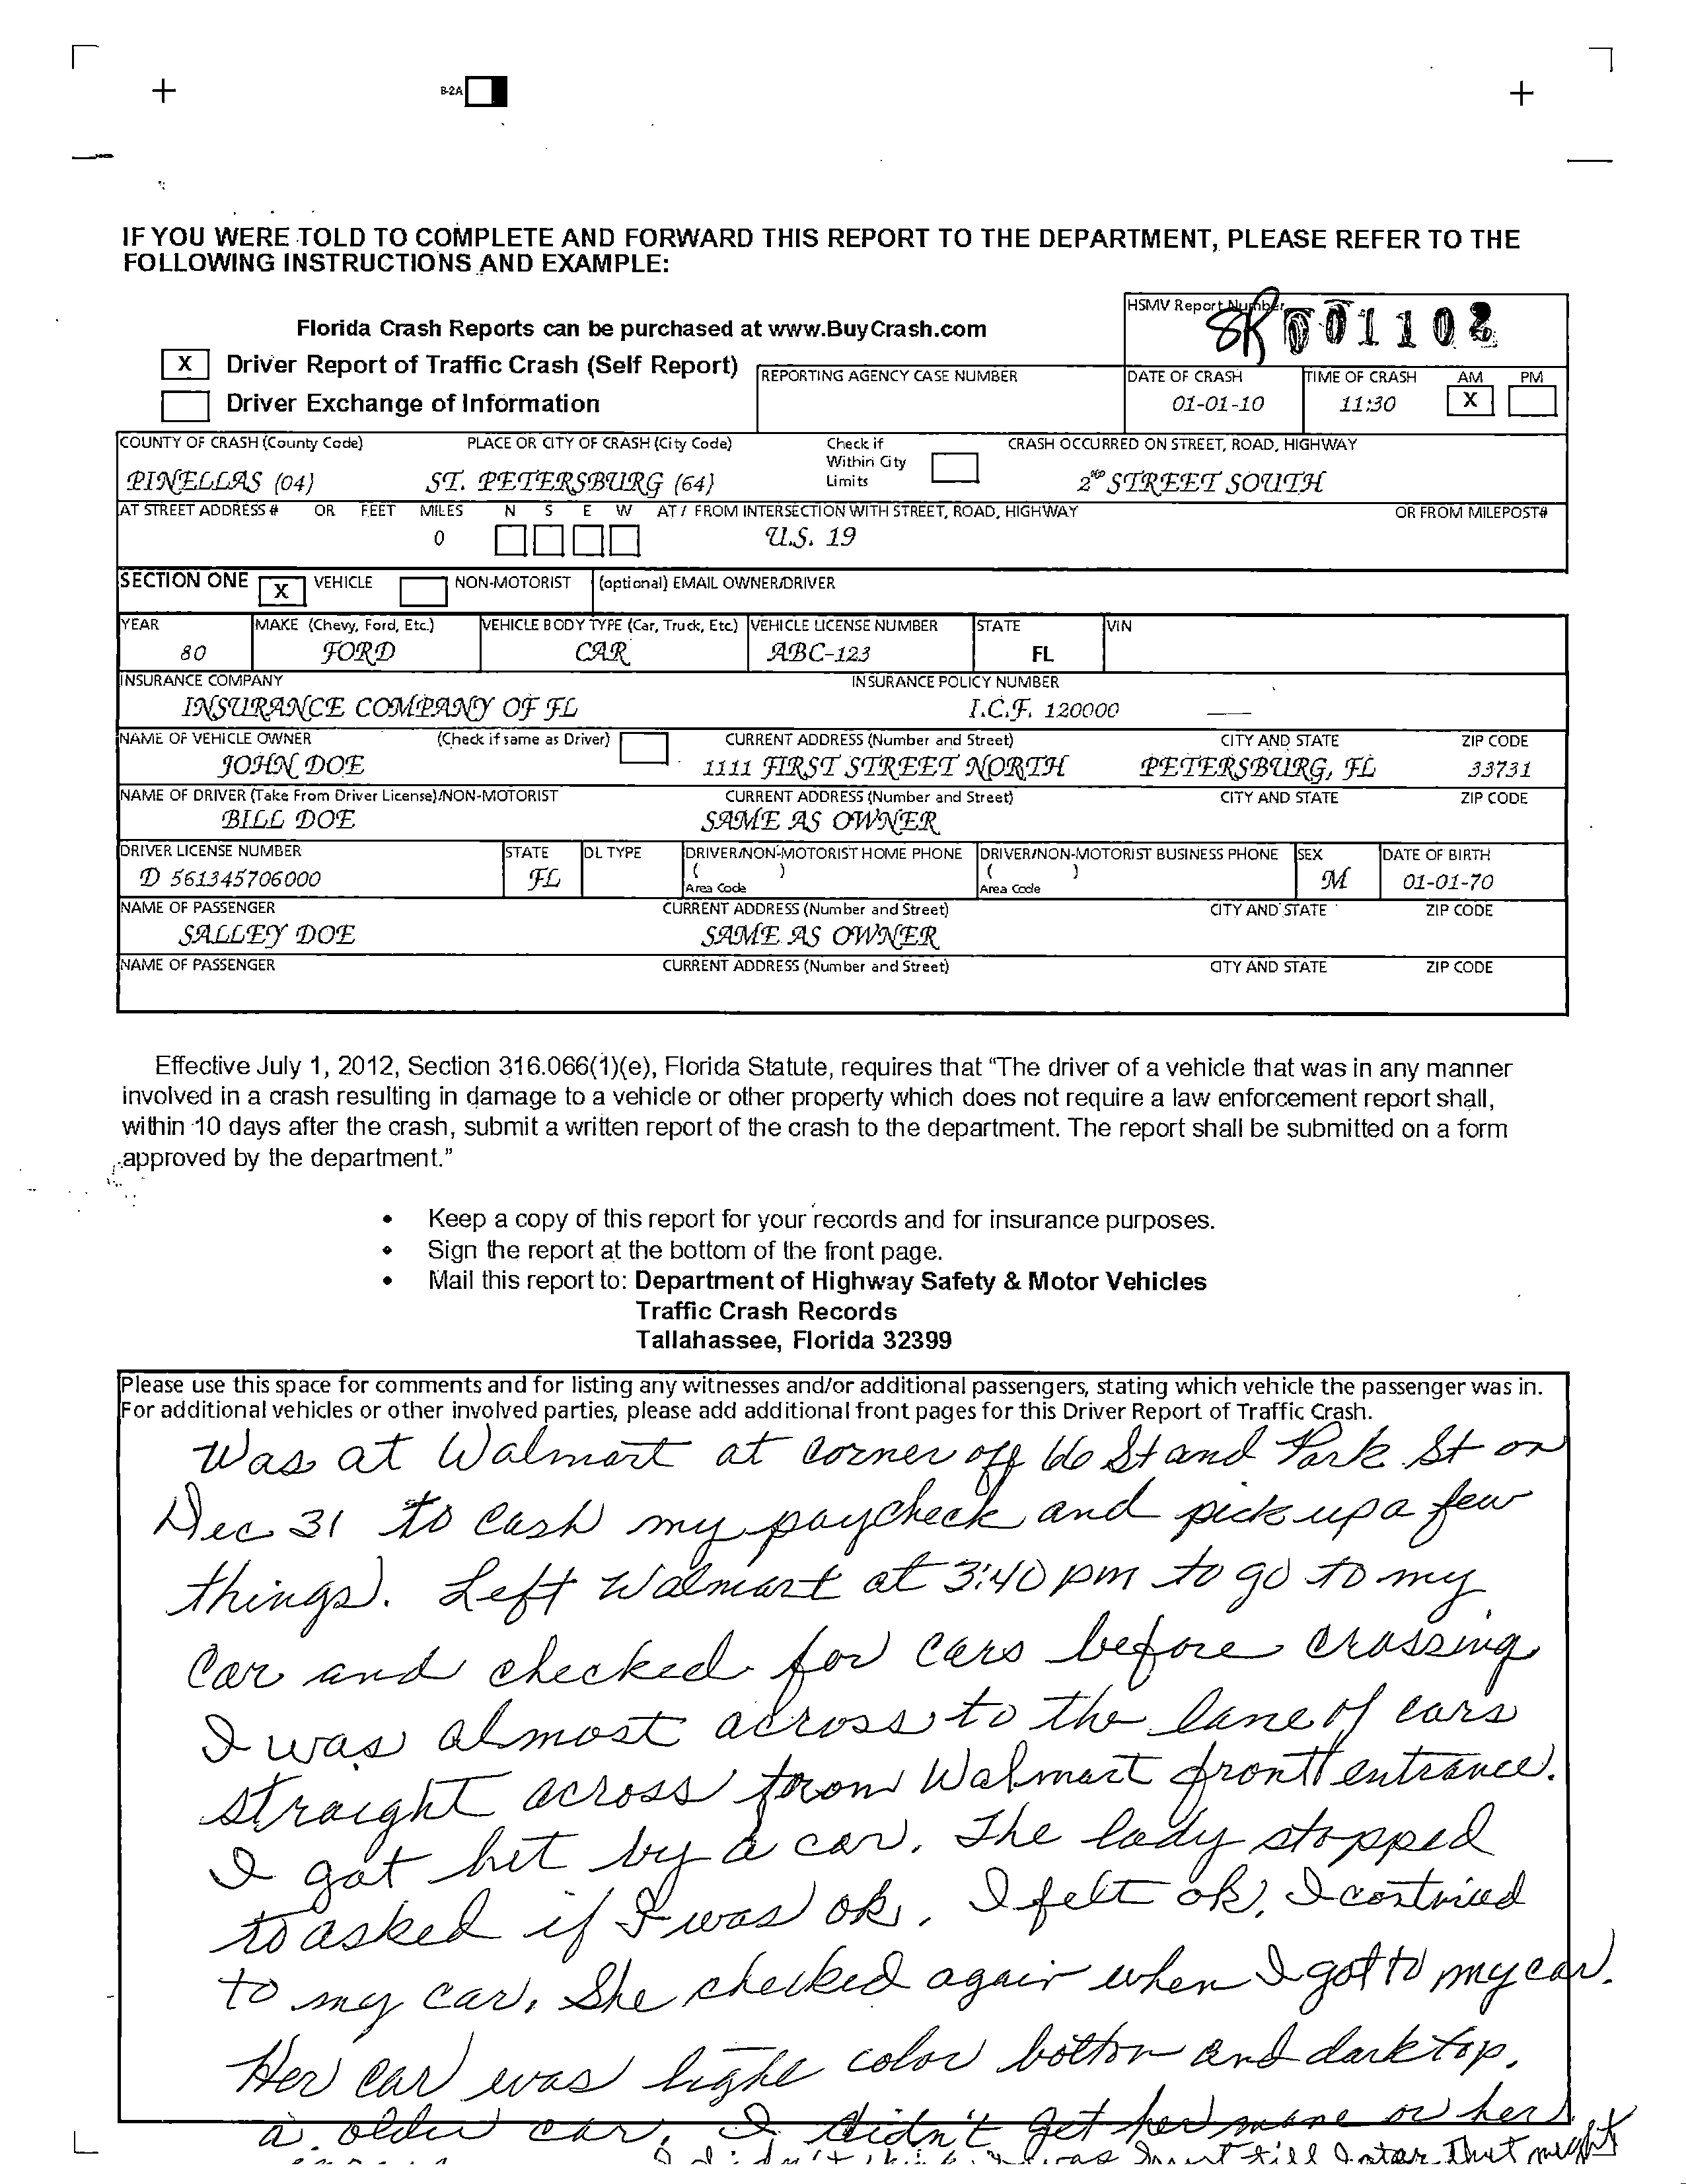 B-2A
IF YOU WERE TOLD TO COMPLETE AND FORWARD THIS REPORT TO THE DEPARTMENT, PLEASE REFER TO THE
FOLLOWING INSTRUCTIONS AND EXAMPLE:
HSMV Report Number
001102
Florida Crash Reports can be purchased at www.BuyCrash.com
X Driver Report of Traffic Crash (Self Report)
Driver Exchange of Information
REPORTING AGENCY CASE NUMBER
DATE OF CRASH TIME OF CRASH AM PM
01-01-10 11:30 X
COUNTY OF CRASH (County Code) PLACE OR CITY OF CRASH (City Code) Check if Within City Limits CRASH OCCURRED ON STREET, ROAD, HIGHWAY
PINELLAS (04) ST. PETERSBURG (64) 2ND STREET SOUTH
AT STREET ADDRESS # OR FEET MILES N S E W AT / FROM INTERSECTION WITH STREET, ROAD, HIGHWAY OR FROM MILEPOST#
0 U.S. 19
SECTION ONE X VEHICLE NON-MOTORIST (optional) EMAIL OWNER/DRIVER
YEAR MAKE (Chevy, Ford, Etc.) VEHICLE BODY TYPE (Car, Truck, Etc.) VEHICLE LICENSE NUMBER STATE VIN
80 FORD CAR ABC-123 FL
INSURANCE COMPANY INSURANCE POLICY NUMBER
INSURANCE COMPANY OF FL I.C.F. 120000
NAME OF VEHICLE OWNER (Check if same as Driver) CURRENT ADDRESS (Number and Street) CITY AND STATE ZIP CODE
JOHN DOE 1111 FIRST STREET NORTH PETERSBURG, FL 33731
NAME OF DRIVER (Take From Driver License)/NON-MOTORIST CURRENT ADDRESS (Number and Street) CITY AND STATE ZIP CODE
BILL DOE SAME AS OWNER
DRIVER LICENSE NUMBER STATE DL TYPE DRIVER/NON-MOTORIST HOME PHONE DRIVER/NON-MOTORIST BUSINESS PHONE SEX DATE OF BIRTH
D 561345706000 FL ( ) Area Code ( ) Area Code M 01-01-70
NAME OF PASSENGER CURRENT ADDRESS (Number and Street) CITY AND STATE ZIP CODE
SALLEY DOE SAME AS OWNER
NAME OF PASSENGER CURRENT ADDRESS (Number and Street) CITY AND STATE ZIP CODE
Effective July 1, 2012, Section 316.066(1)(e), Florida Statute, requires that “The driver of a vehicle that was in any manner
involved in a crash resulting in damage to a vehicle or other property which does not require a law enforcement report shall,
within 10 days after the crash, submit a written report of the crash to the department. The report shall be submitted on a form
approved by the department.”
• Keep a copy of this report for your records and for insurance purposes.
• Sign the report at the bottom of the front page.
• Mail this report to: Department of Highway Safety & Motor Vehicles
Traffic Crash Records
Tallahassee, Florida 32399
Please use this space for comments and for listing any witnesses and/or additional passengers, stating which vehicle the passenger was in.
For additional vehicles or other involved parties, please add additional front pages for this Driver Report of Traffic Crash.
Was at Walmart at corner off 66 St and Park St on
Dec 31 to cash my paycheck and pick up a few
things. Left Walmart at 3:40 pm to go to my
car and checked for cars before crossing
I was almost across to the lane of cars
straight across from Walmart front entrance.
I got hit by a car. The lady stopped
to asked if I was ok. I felt ok, I continued
to my car. She checked again when I got to my car.
Her car was light color bottom and dark top.
a older car. I didn't get her name or her
I didn't think I was hurt till later that night